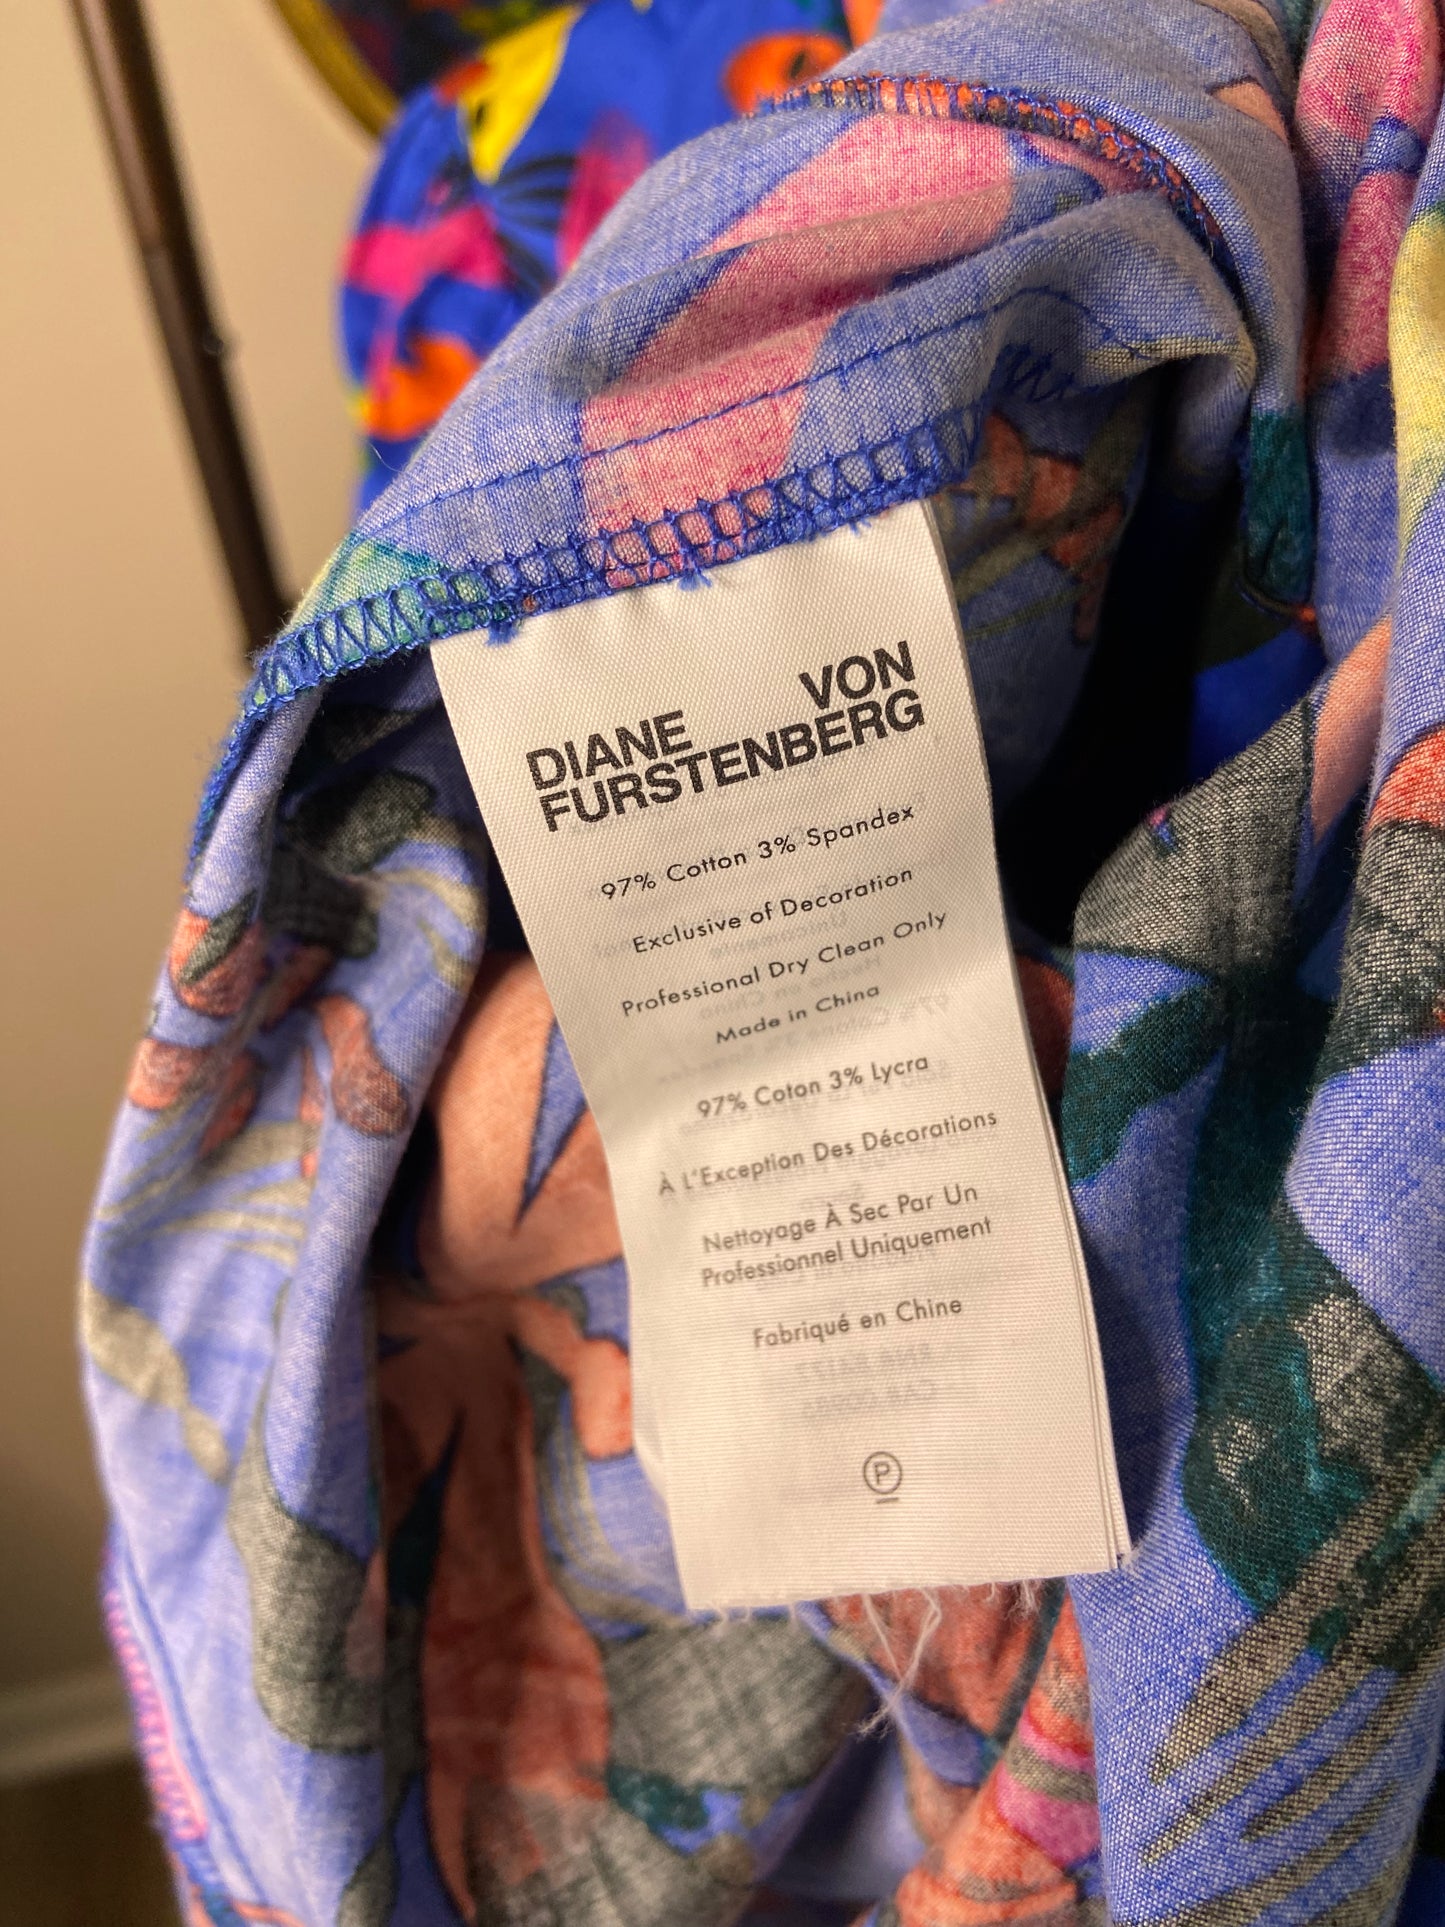 DIANE VON
FURSTENBERG
97% Cotton 3% Spandex
Exclusive of Decoration
Professional Dry Clean Only
Made in China
97% Coton 3% Lycra
À L'Exception Des Décorations
Nettoyage À Sec Par Un
Professionnel Uniquement
Fabriqué en Chine
P